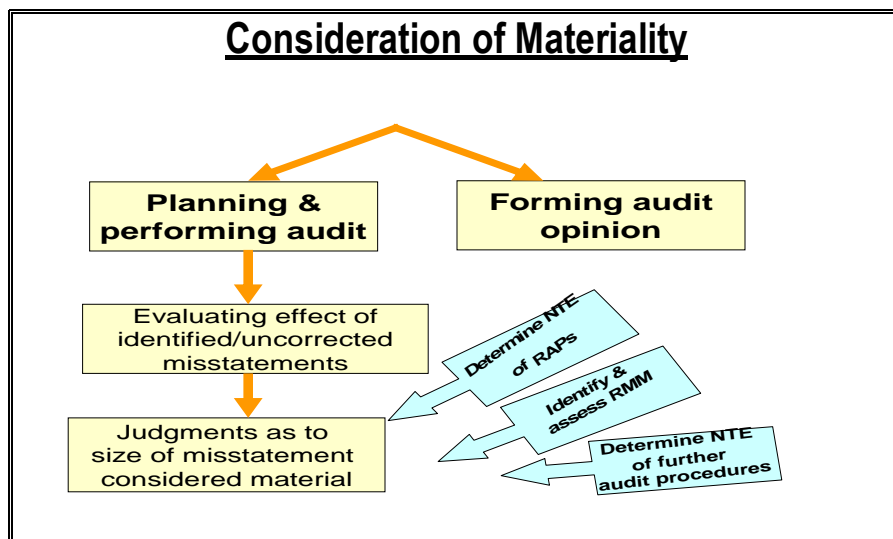 Consideration of Materiality
Planning &
performing audit
Forming audit
opinion
Evaluating effect of
identified/uncorrected
misstatements
Judgments as to
size of misstatement
considered material
Determine NTE
of RAPs
Identify &
assess RMM
Determine NTE
of further
audit procedures